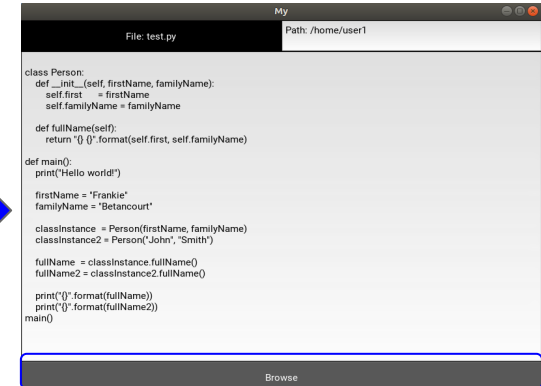 My
File: test.py
Path: /home/user1
class Person:
def __init__(self, firstName, familyName):
self.first = firstName
self.familyName = familyName
def fullName(self):
return "{} {}".format(self.first, self.familyName)
def main():
print("Hello world!")
firstName = "Frankie"
familyName = "Betancourt"
classInstance = Person(firstName, familyName)
classInstance2 = Person("John", "Smith")
fullName = classInstance.fullName()
fullName2 = classInstance2.fullName()
print("{}".format(fullName))
print("{}".format(fullName2))
main()
Browse